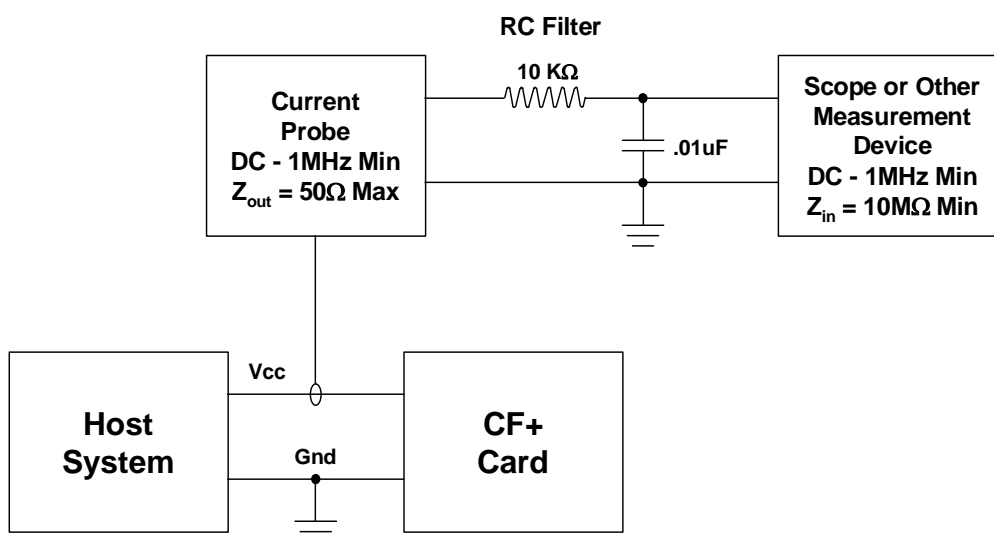 RC Filter
10 KΩ
Current
Probe
DC - 1MHz Min
Zout = 50Ω Max
.01uF
Scope or Other
Measurement
Device
DC - 1MHz Min
Zin = 10MΩ Min
Vcc
Host
System
Gnd
CF+
Card